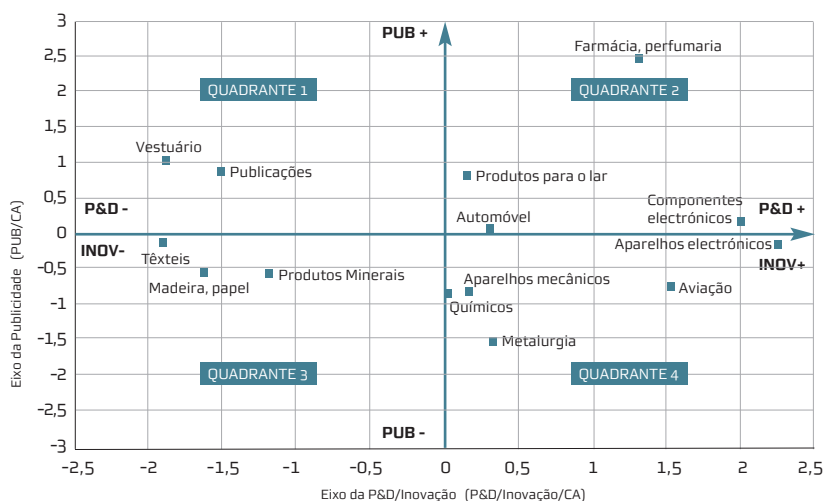 3
2,5
2
1,5
1
0,5
0
-0,5
-1
-1,5
-2
-2,5
-3
Eixo da Publicidade (PUB/CA)
PUB +
Farmácia, perfumaria
QUADRANTE 1
QUADRANTE 2
Vestuário
Publicações
Produtos para o lar
P&D -
Automóvel
Componentes
electrónicos
P&D +
INOV-
Têxteis
Aparelhos electrónicos
INOV+
Madeira, papel
Produtos Minerais
Aparelhos mecânicos
Químicos
Aviação
Metalurgia
QUADRANTE 3
QUADRANTE 4
PUB -
-2,5 -2 -1,5 -1 -0,5 0 0,5 1 1,5 2 2,5
Eixo da P&D/Inovação (P&D/Inovação/CA)